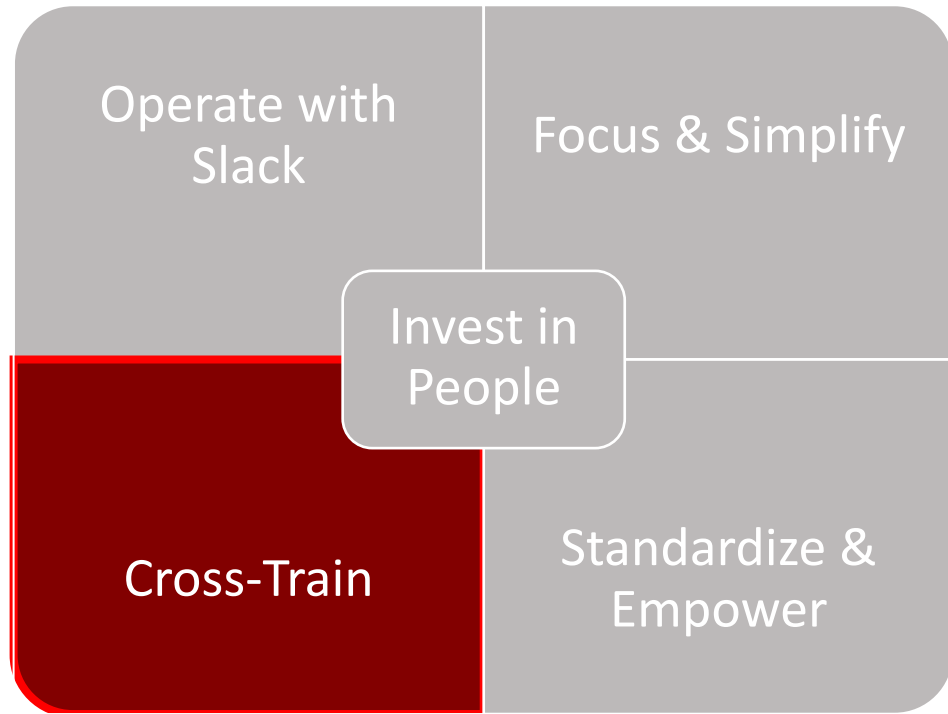 Operate with
Slack
Focus & Simplify
Invest in
People
Cross-Train
Standardize &
Empower